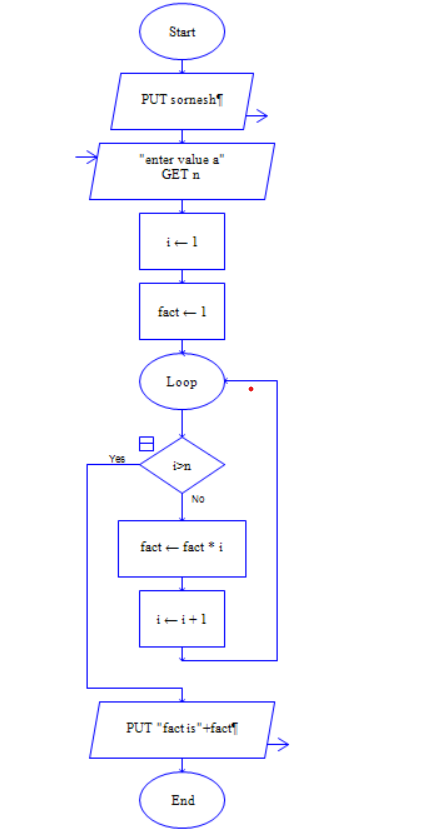 Start
PUT sornesh¶
"enter value a"
GET n
i ← 1
fact ← 1
Loop
Yes
i>n
No
fact ← fact * i
i ← i + 1
PUT "fact is"+fact¶
End